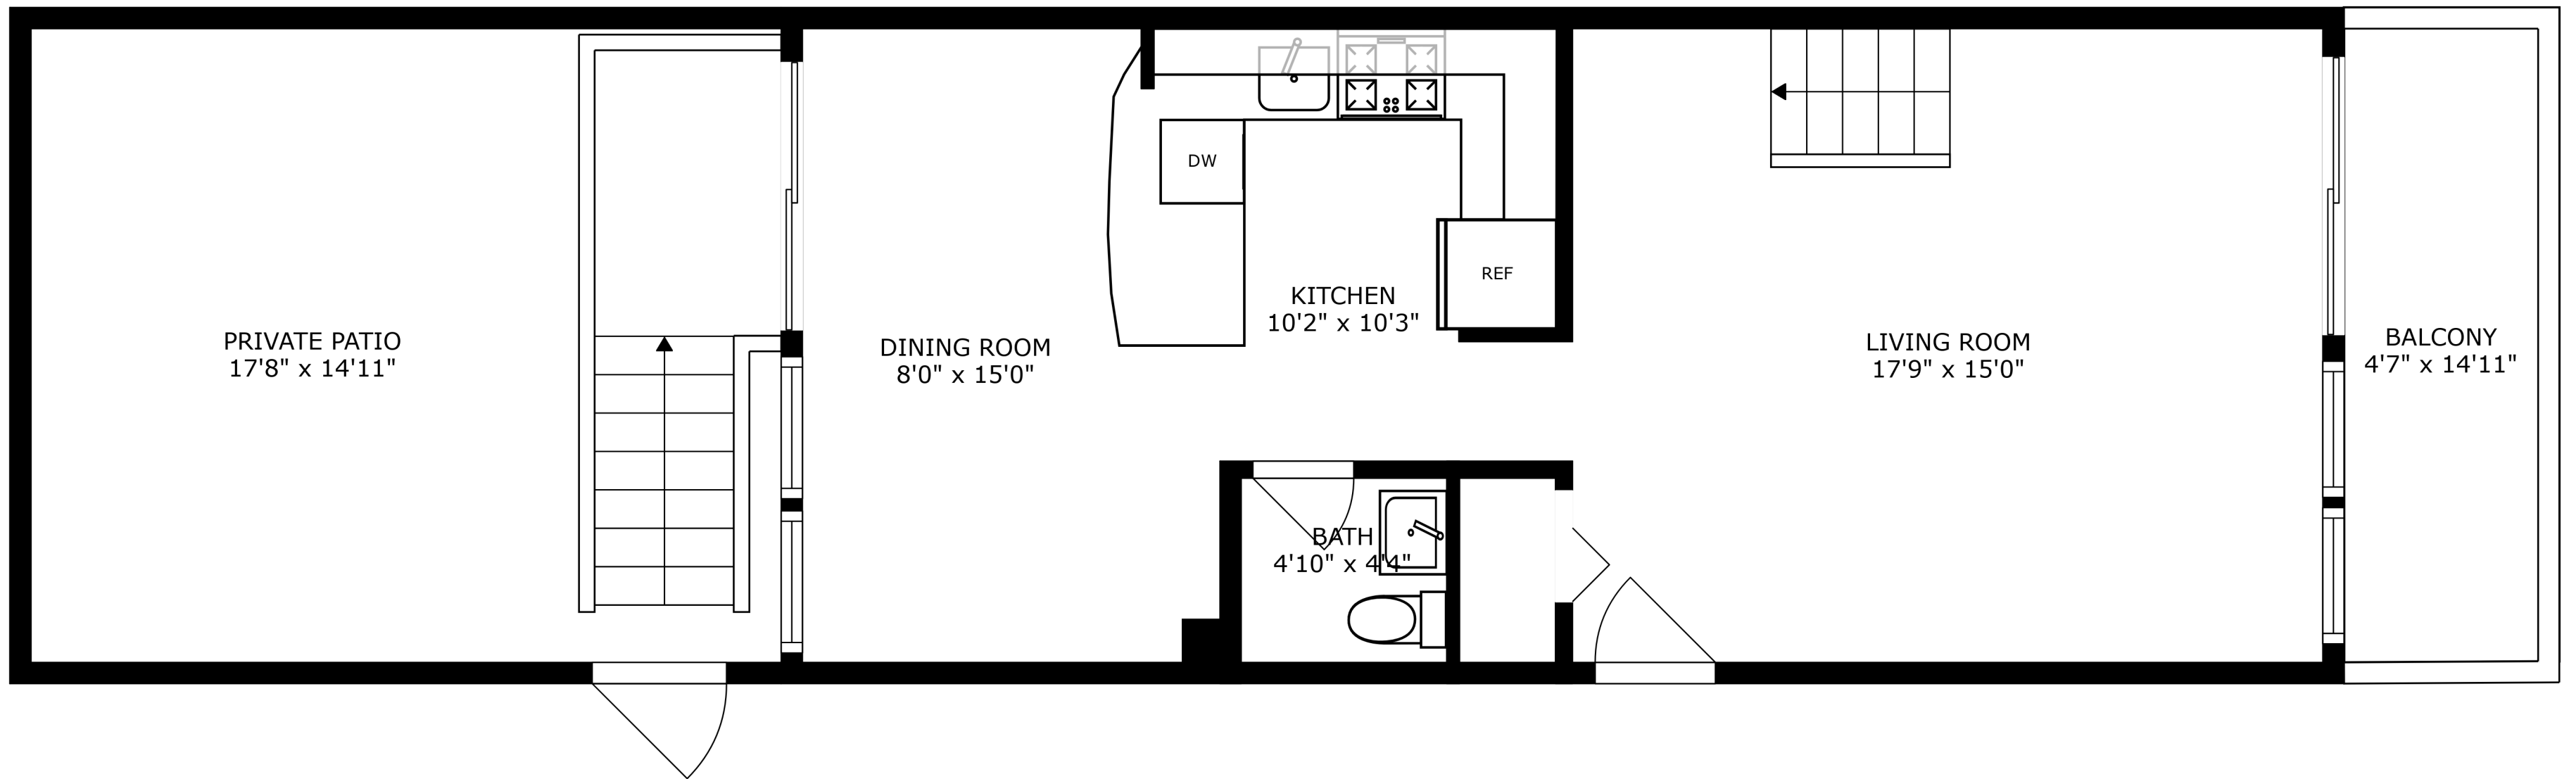 PRIVATE PATIO
17'8" x 14'11"
DINING ROOM
8'0" x 15'0"
DW
KITCHEN
10'2" x 10'3"
REF
BATH
4'10" x 4'4"
LIVING ROOM
17'9" x 15'0"
BALCONY
4'7" x 14'11"